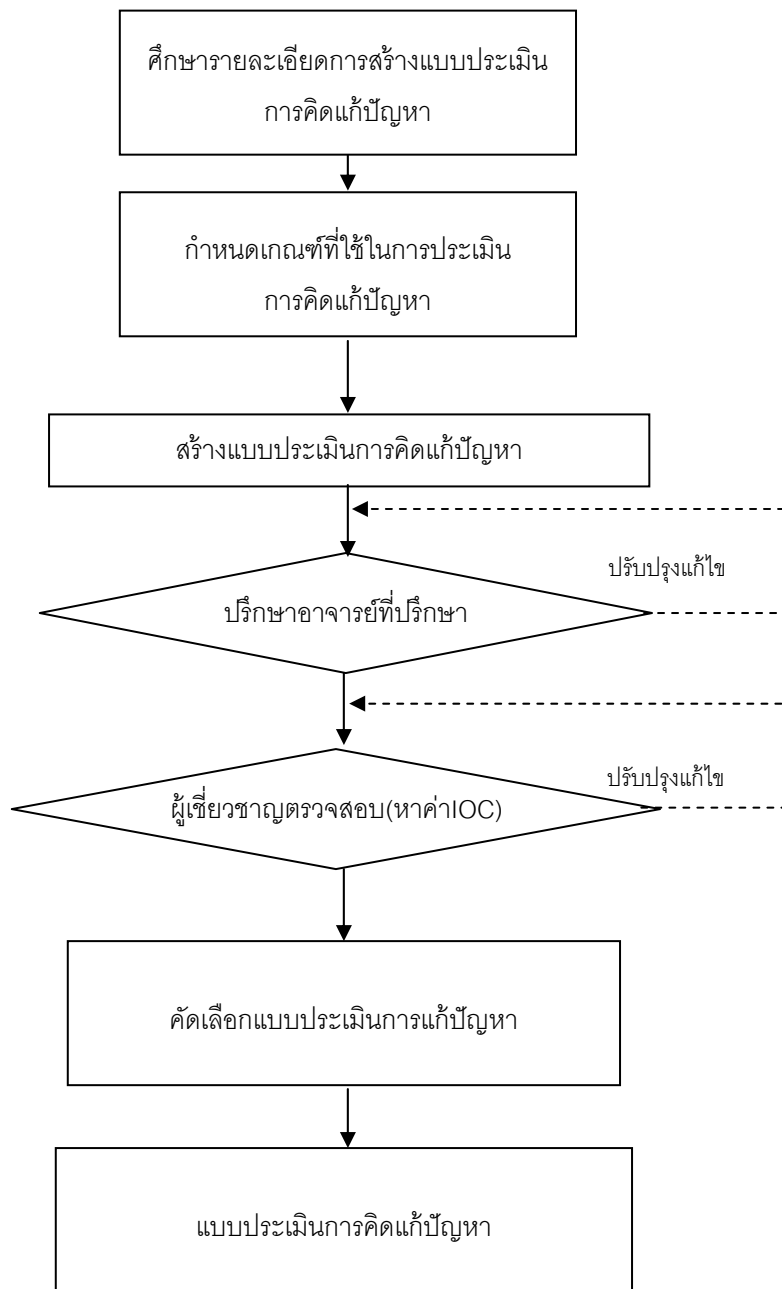 ศึกษารายละเอียดการสร้างแบบประเมิน
การคิดแก้ปัญหา
กำหนดเกณฑ์ที่ใช้ในการประเมิน
การคิดแก้ปัญหา
สร้างแบบประเมินการคิดแก้ปัญหา
ปรับปรุงแก้ไข
ปรึกษาอาจารย์ที่ปรึกษา
ปรับปรุงแก้ไข
ผู้เชี่ยวชาญตรวจสอบ(หาค่าIOC)
คัดเลือกแบบประเมินการแก้ปัญหา
แบบประเมินการคิดแก้ปัญหา